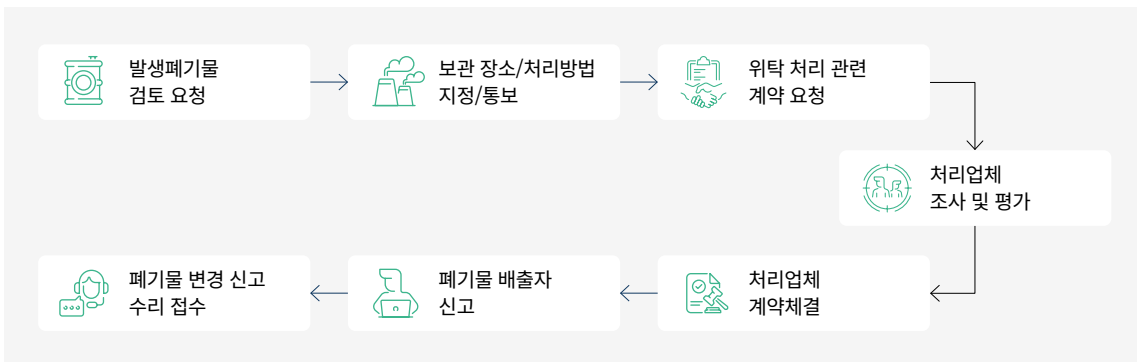 발생폐기물
검토 요청
보관 장소/처리방법
지정/통보
위탁 처리 관련
계약 요청
처리업체
조사 및 평가
처리업체
계약체결
폐기물 배출자
신고
폐기물 변경 신고
수리 접수